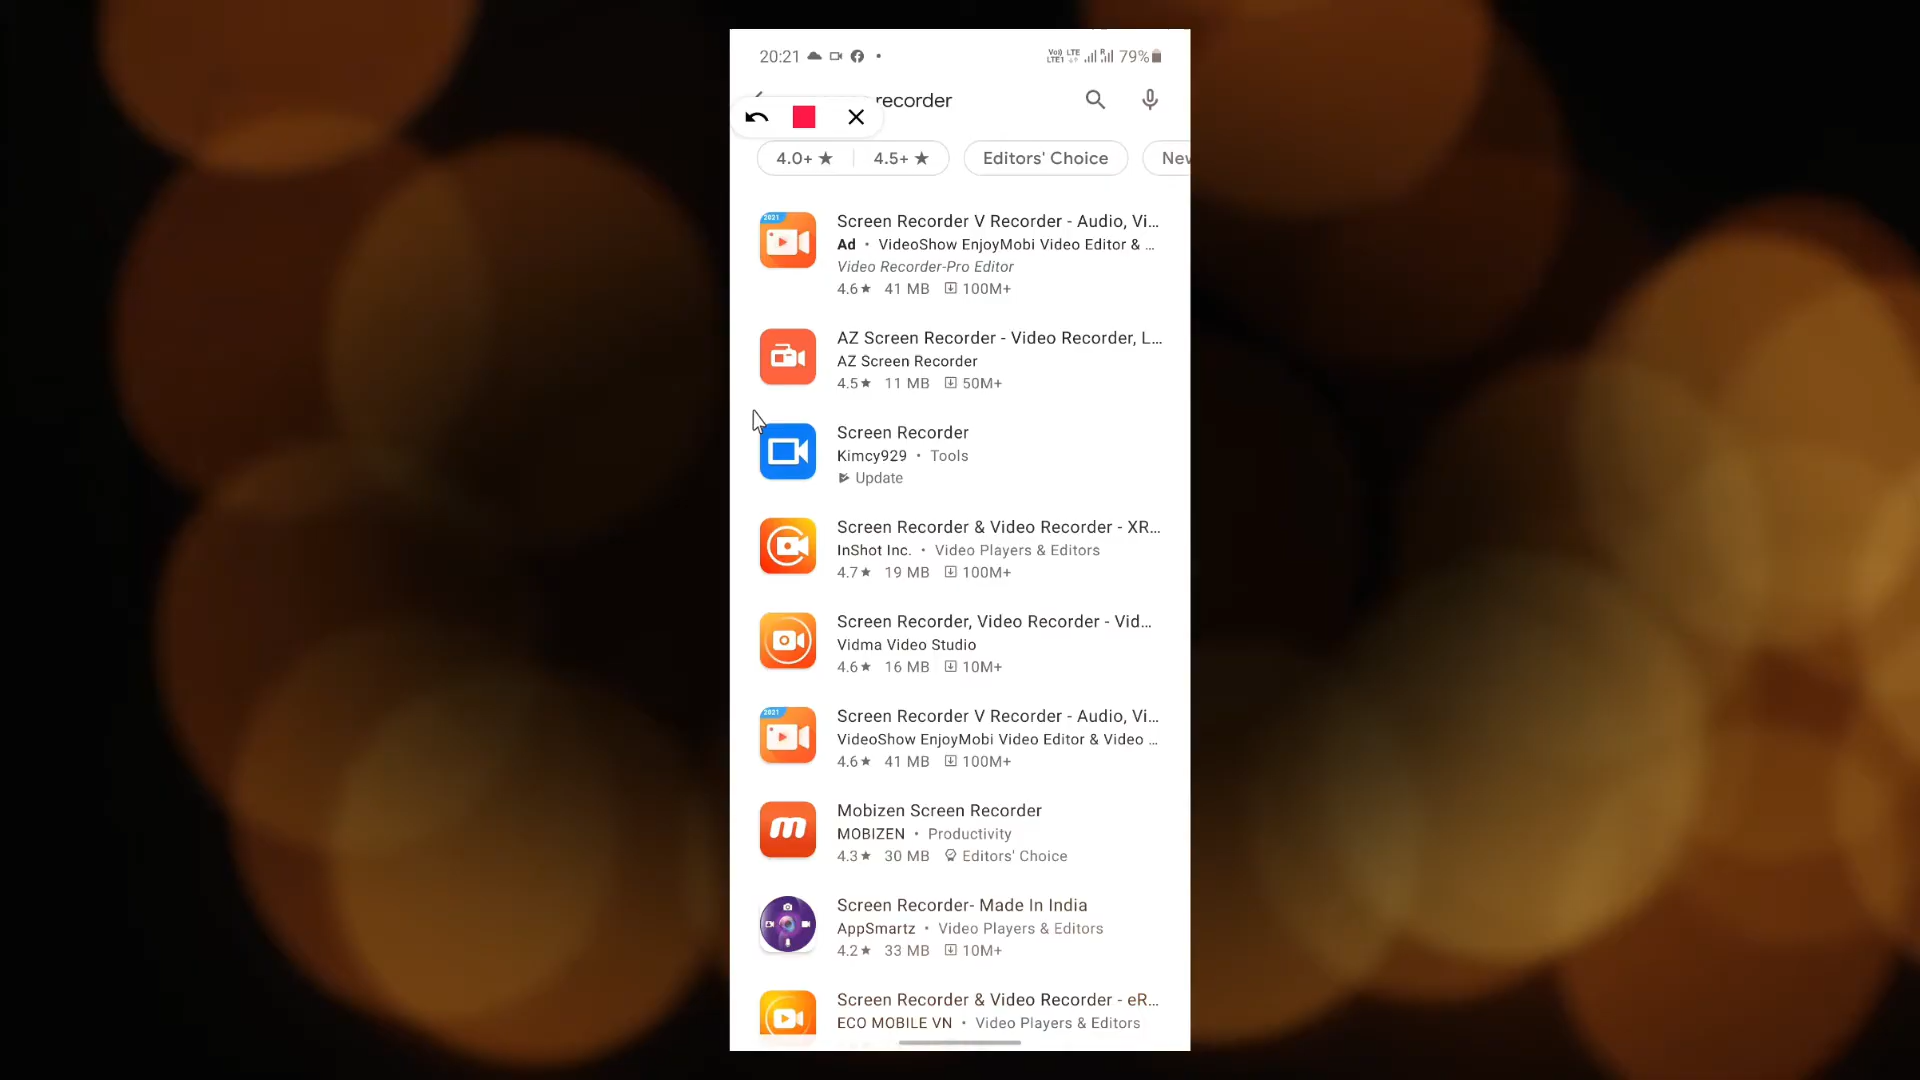 20:21
Vo)) LTE
LTE1
R
79%
recorder
4.0+ ★
4.5+ ★
Editors' Choice
New
2021
Screen Recorder V Recorder - Audio, Vi...
Ad • VideoShow EnjoyMobi Video Editor & ...
Video Recorder-Pro Editor
4.6★ 41 MB 100M+
AZ Screen Recorder - Video Recorder, L...
AZ Screen Recorder
4.5★ 11 MB 50M+
Screen Recorder
Kimcy929 • Tools
Update
Screen Recorder & Video Recorder - XR...
InShot Inc. • Video Players & Editors
4.7★ 19 MB 100M+
Screen Recorder, Video Recorder - Vid...
Vidma Video Studio
4.6★ 16 MB 10M+
2021
Screen Recorder V Recorder - Audio, Vi...
VideoShow EnjoyMobi Video Editor & Video ...
4.6★ 41 MB 100M+
m
Mobizen Screen Recorder
MOBIZEN • Productivity
4.3★ 30 MB Editors' Choice
Screen Recorder- Made In India
AppSmartz • Video Players & Editors
4.2★ 33 MB 10M+
Screen Recorder & Video Recorder - eR...
ECO MOBILE VN • Video Players & Editors